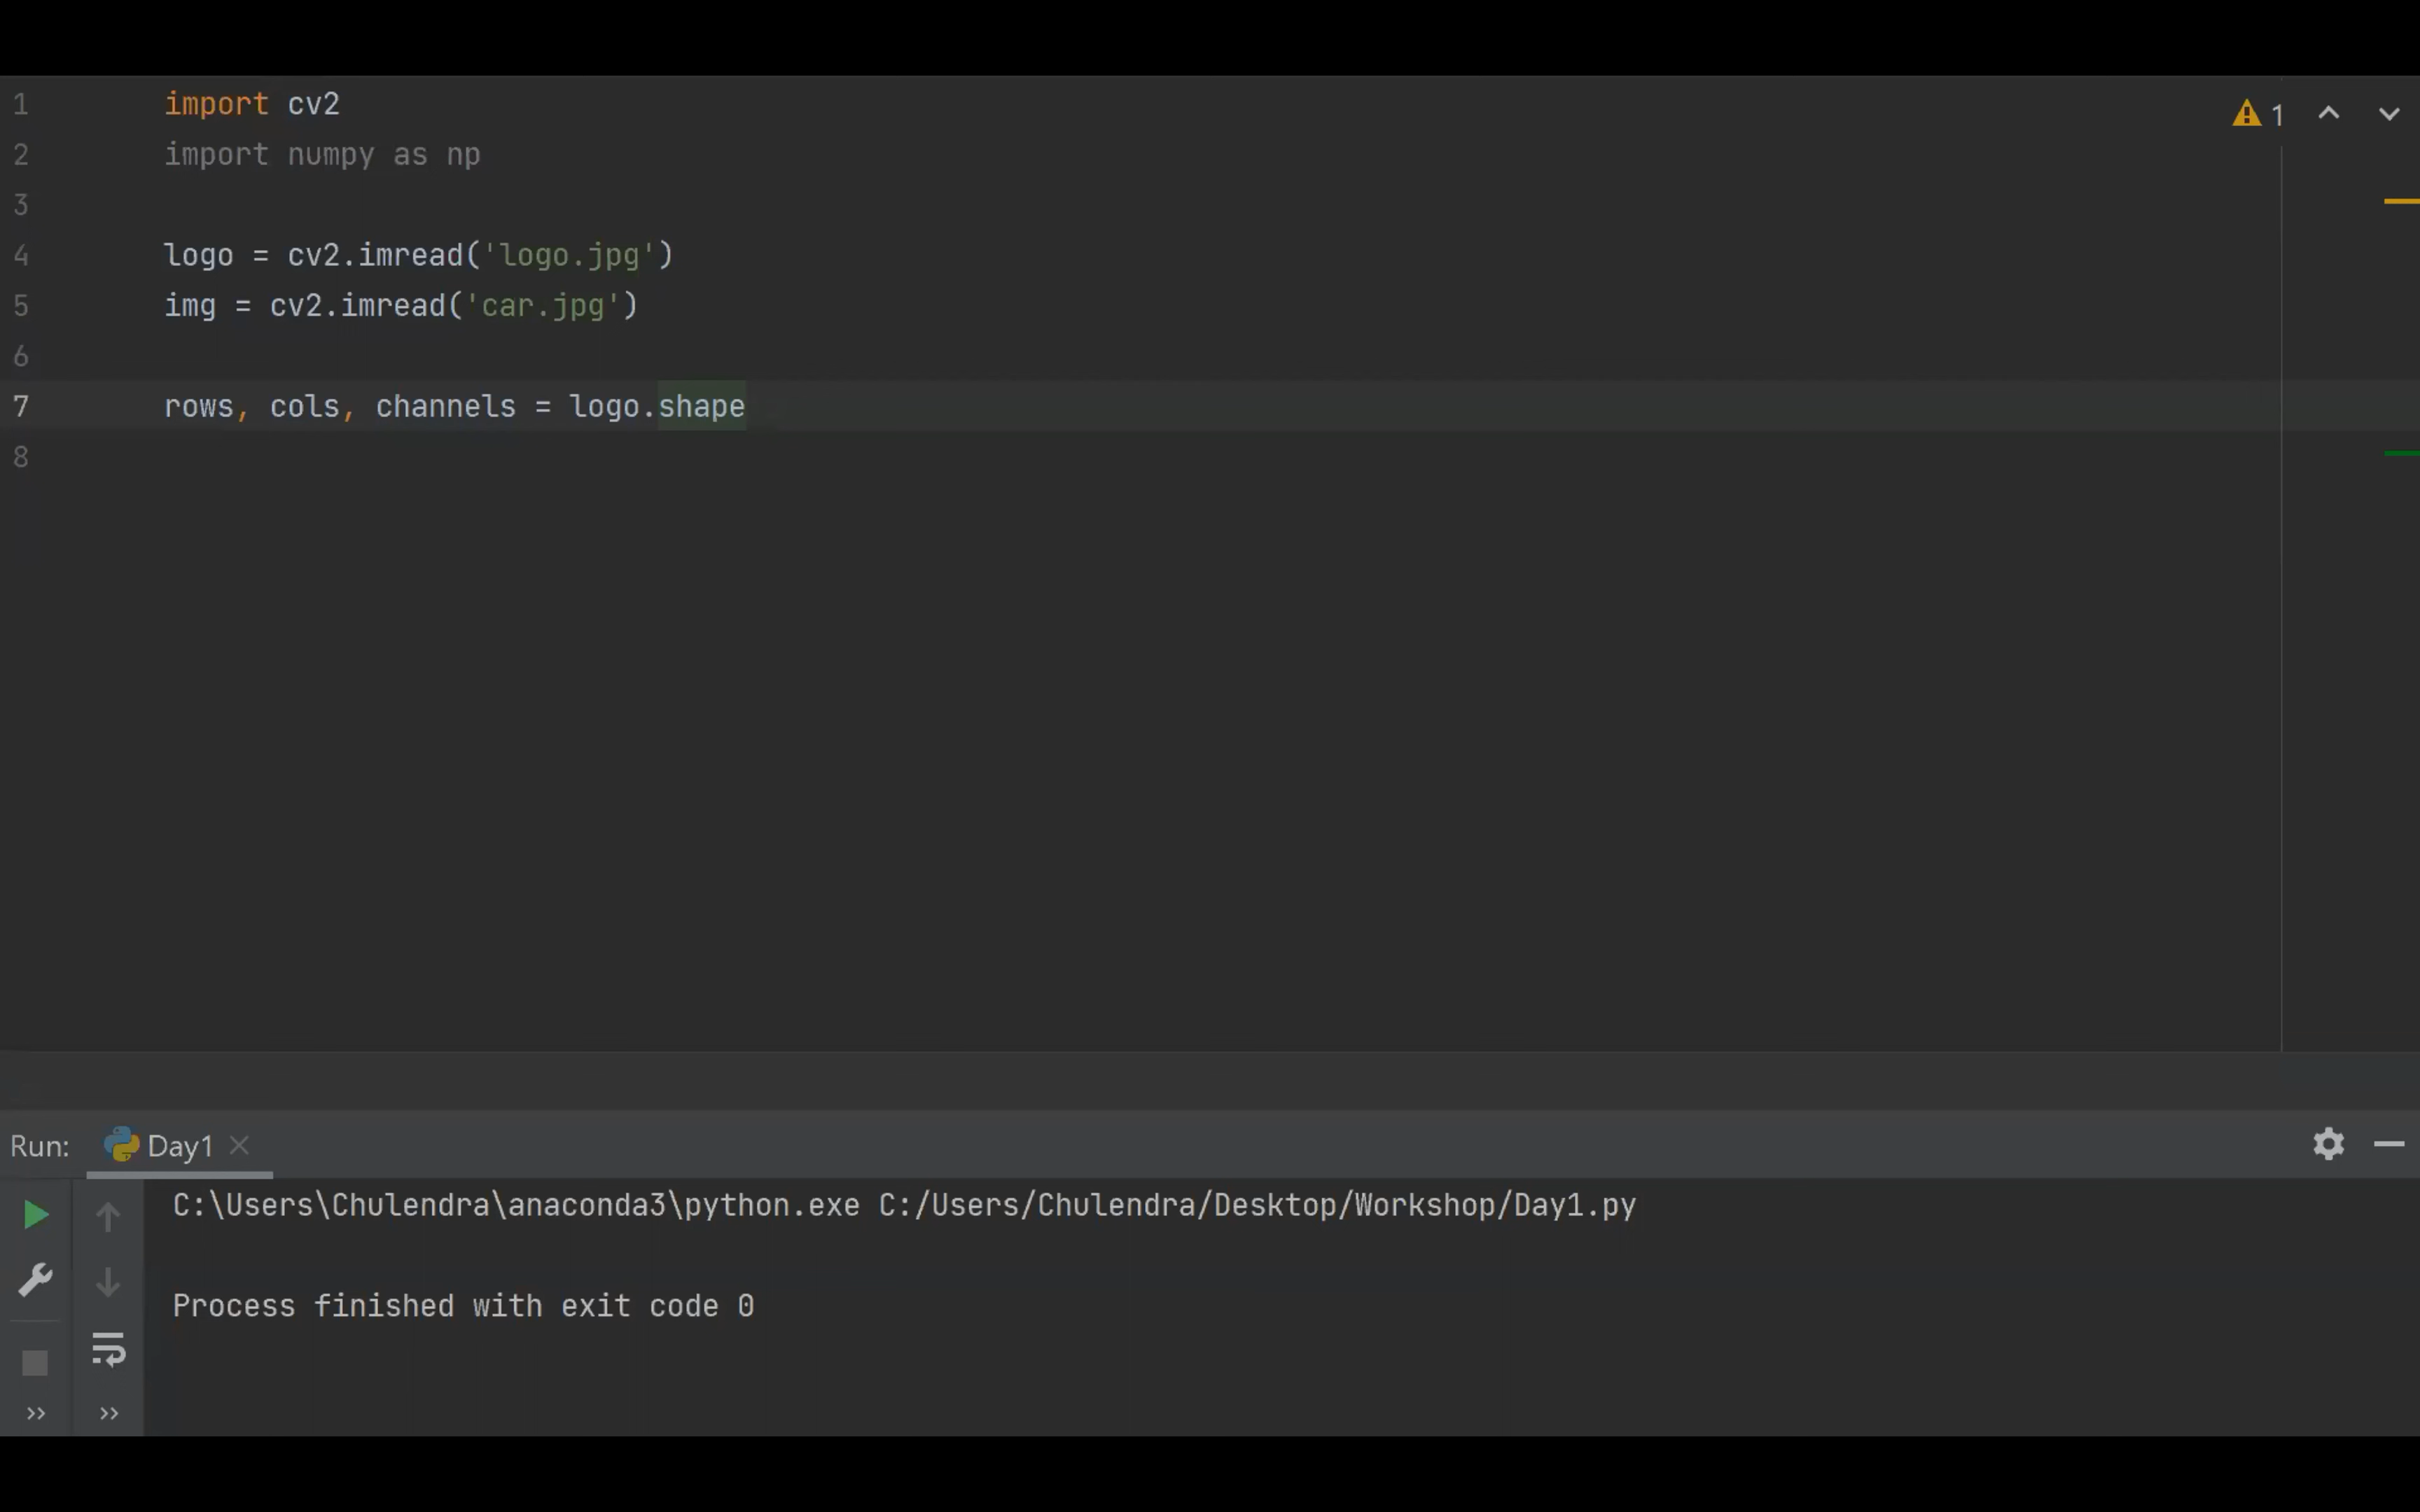 1 import cv2
2 import numpy as np
3
4 logo = cv2.imread('logo.jpg')
5 img = cv2.imread('car.jpg')
6
7 rows, cols, channels = logo.shape
8
1
Run: Day1
C:\Users\Chulendra\anaconda3\python.exe C:/Users/Chulendra/Desktop/Workshop/Day1.py
Process finished with exit code 0